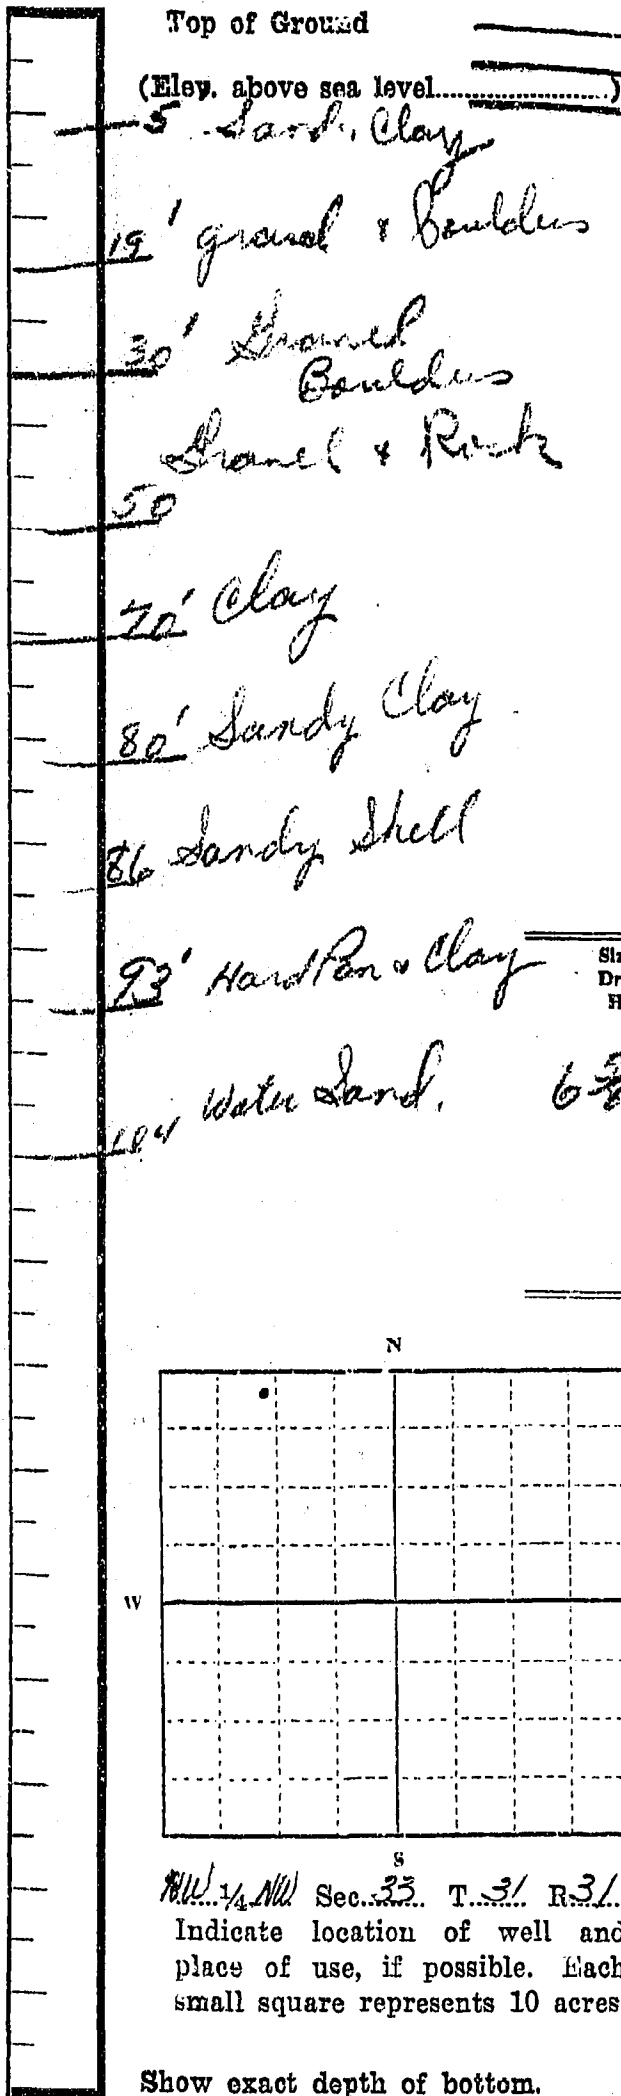 Top of Ground
(Elev. above sea level....................)
5 Sand, Clay
19' gravel & Boulders
30' Gravel
Boulders
Gravel & Rock
50
70' Clay
80' Sandy Clay
86 Sandy Shell
93' Hard Pan & Clay
Water Sand.
104
N
W
S
NW 1/4 NW Sec. 33 T. 31 R. 31
Indicate location of well and
place of use, if possible. Each
small square represents 10 acres
Show exact depth of bottom.